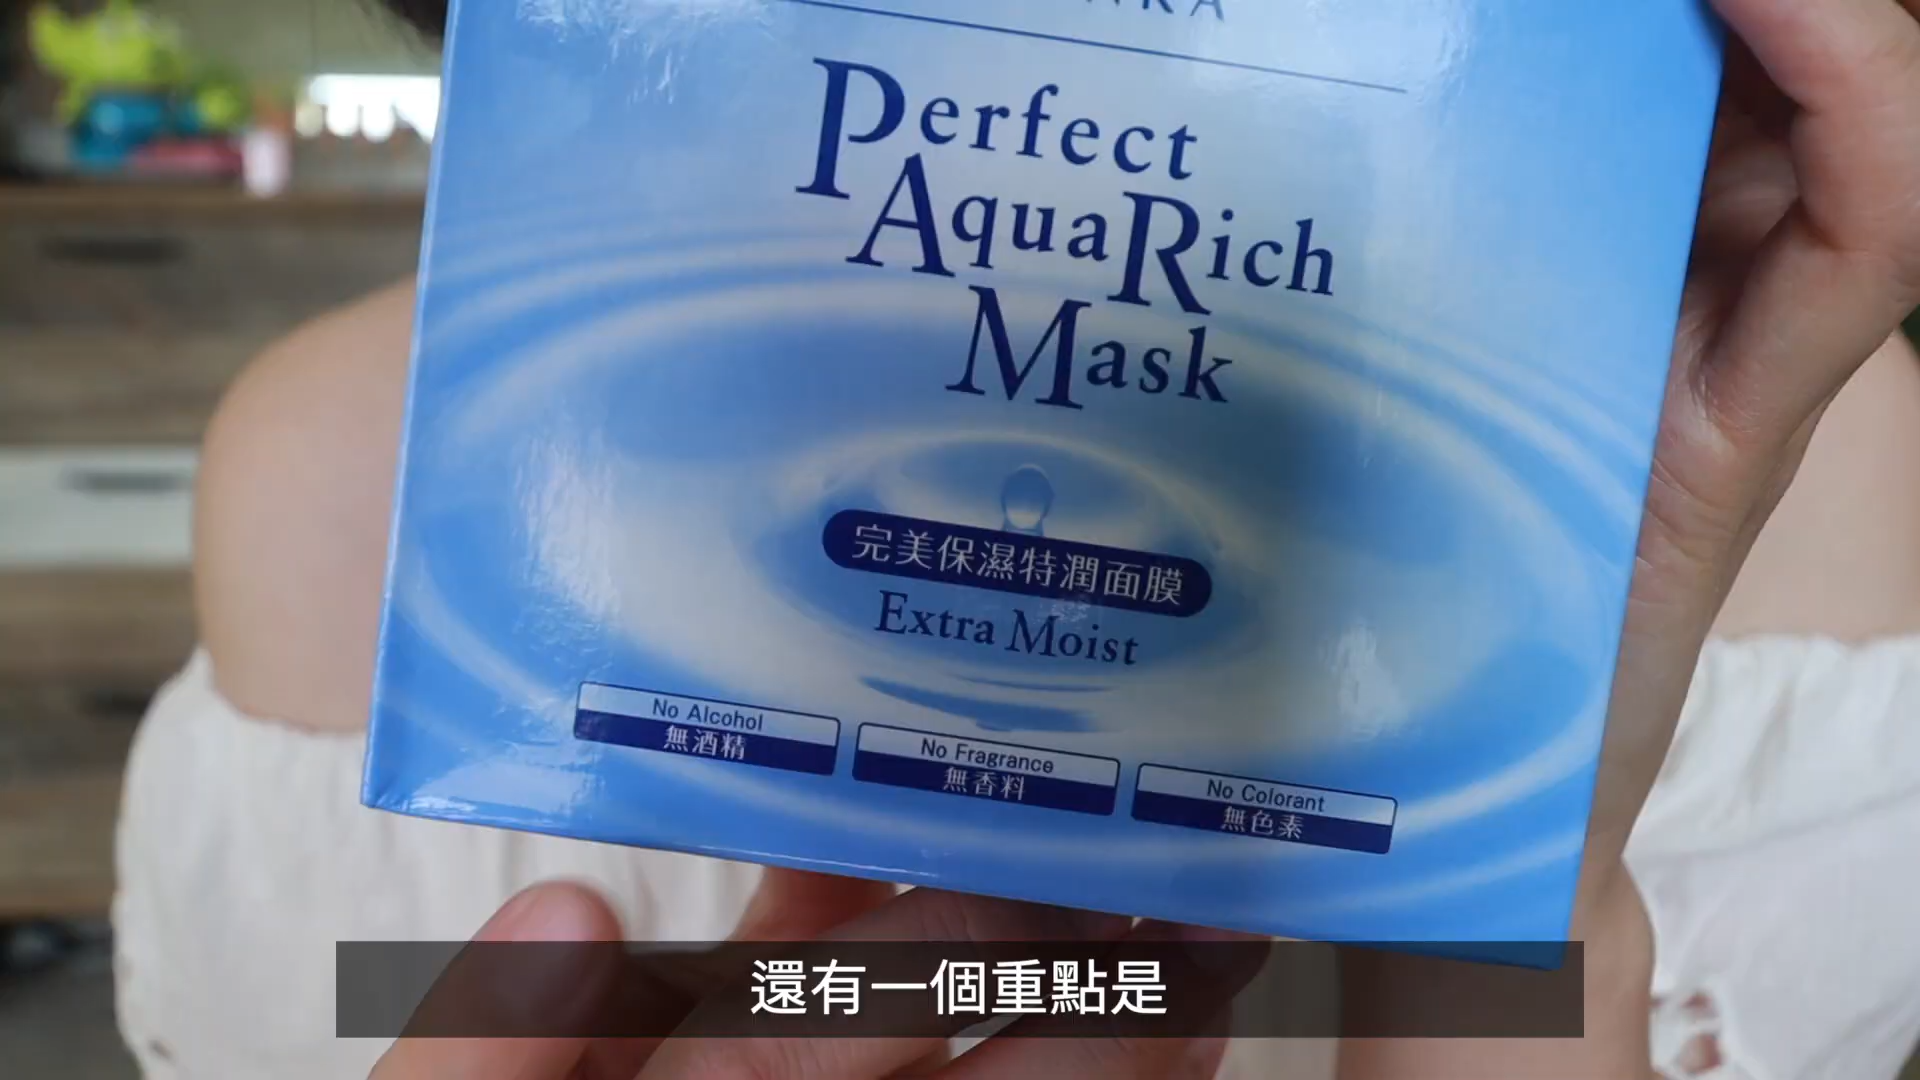 Perfect
AquaRich
Mask
完美保濕特潤面膜
Extra Moist
No Alcohol
無酒精
No Fragrance
無香料
No Colorant
無色素
還有一個重點是